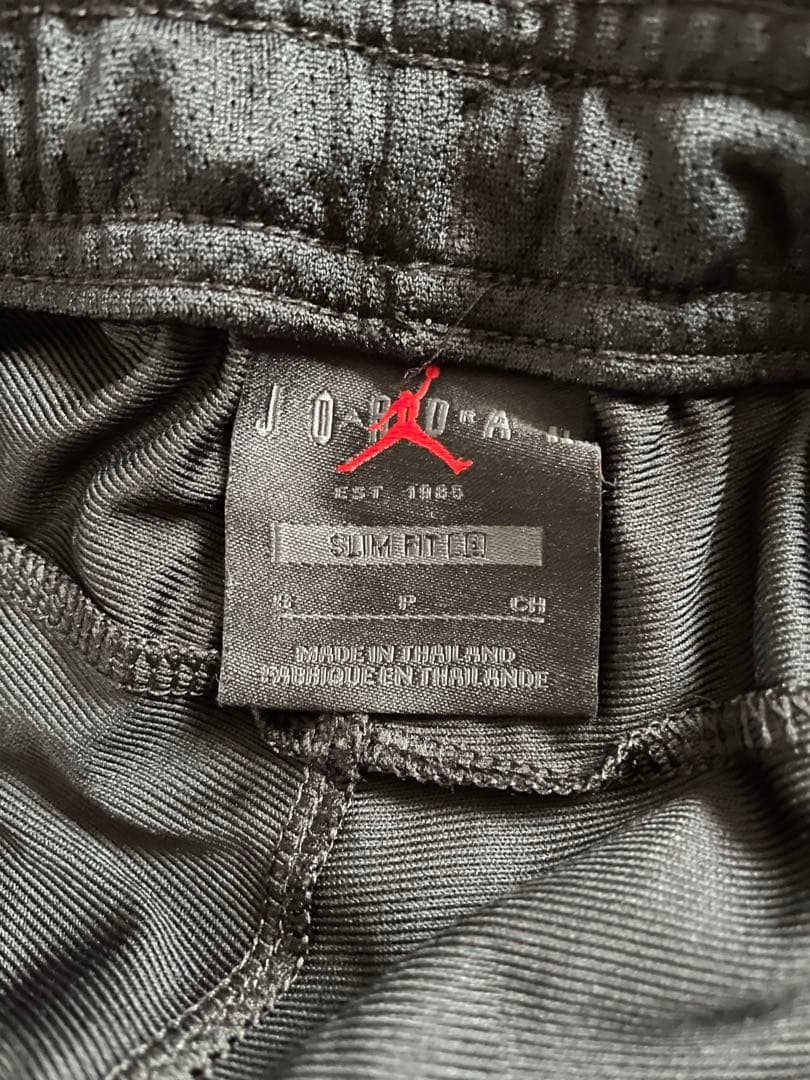 JORDAN
EST 1985
SLIM FIT
S P CH
MADE IN THAILAND
FABRIQUE EN THAILANDE